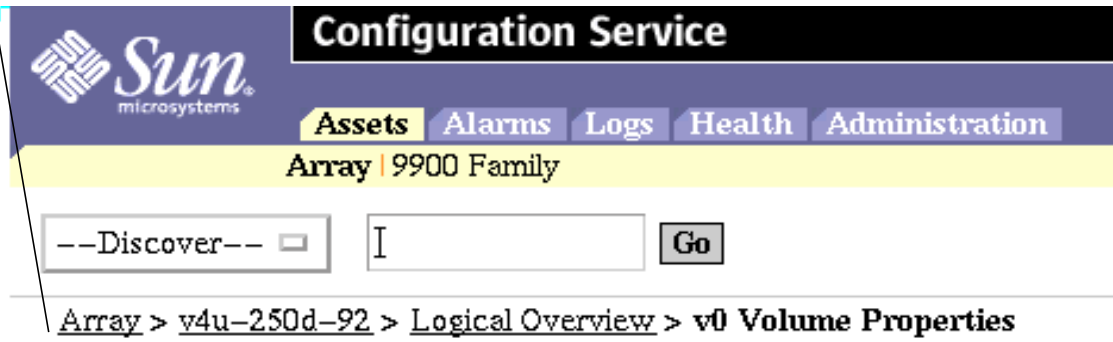 Configuration Service
Sun
microsystems
Assets Alarms Logs Health Administration
Array | 9900 Family
--Discover-- Go
Array > v4u-250d-92 > Logical Overview > v0 Volume Properties